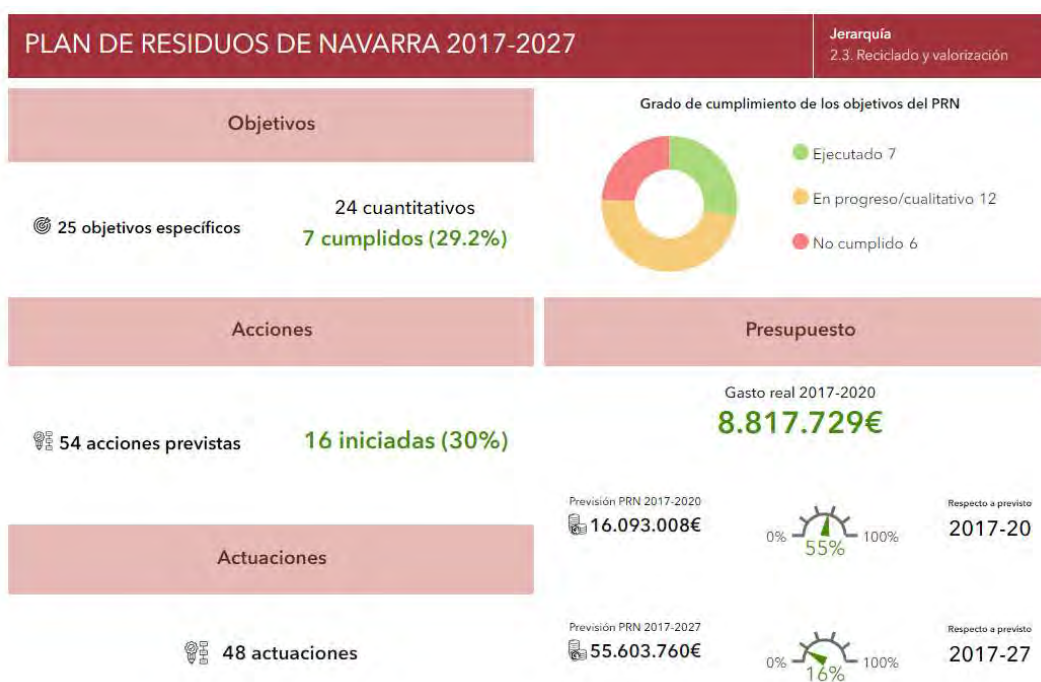 PLAN DE RESIDUOS DE NAVARRA 2017-2027
Jerarquía
2.3. Reciclado y valorización
Objetivos
25 objetivos específicos
24 cuantitativos
7 cumplidos (29.2%)
Grado de cumplimiento de los objetivos del PRN
Ejecutado 7
En progreso/cualitativo 12
No cumplido 6
Acciones
54 acciones previstas
16 iniciadas (30%)
Presupuesto
Gasto real 2017-2020
8.817.729€
Previsión PRN 2017-2020
16.093.008€
0%
55%
100%
Respecto a previsto
2017-20
Actuaciones
48 actuaciones
Previsión PRN 2017-2027
55.603.760€
0%
16%
100%
Respecto a previsto
2017-27